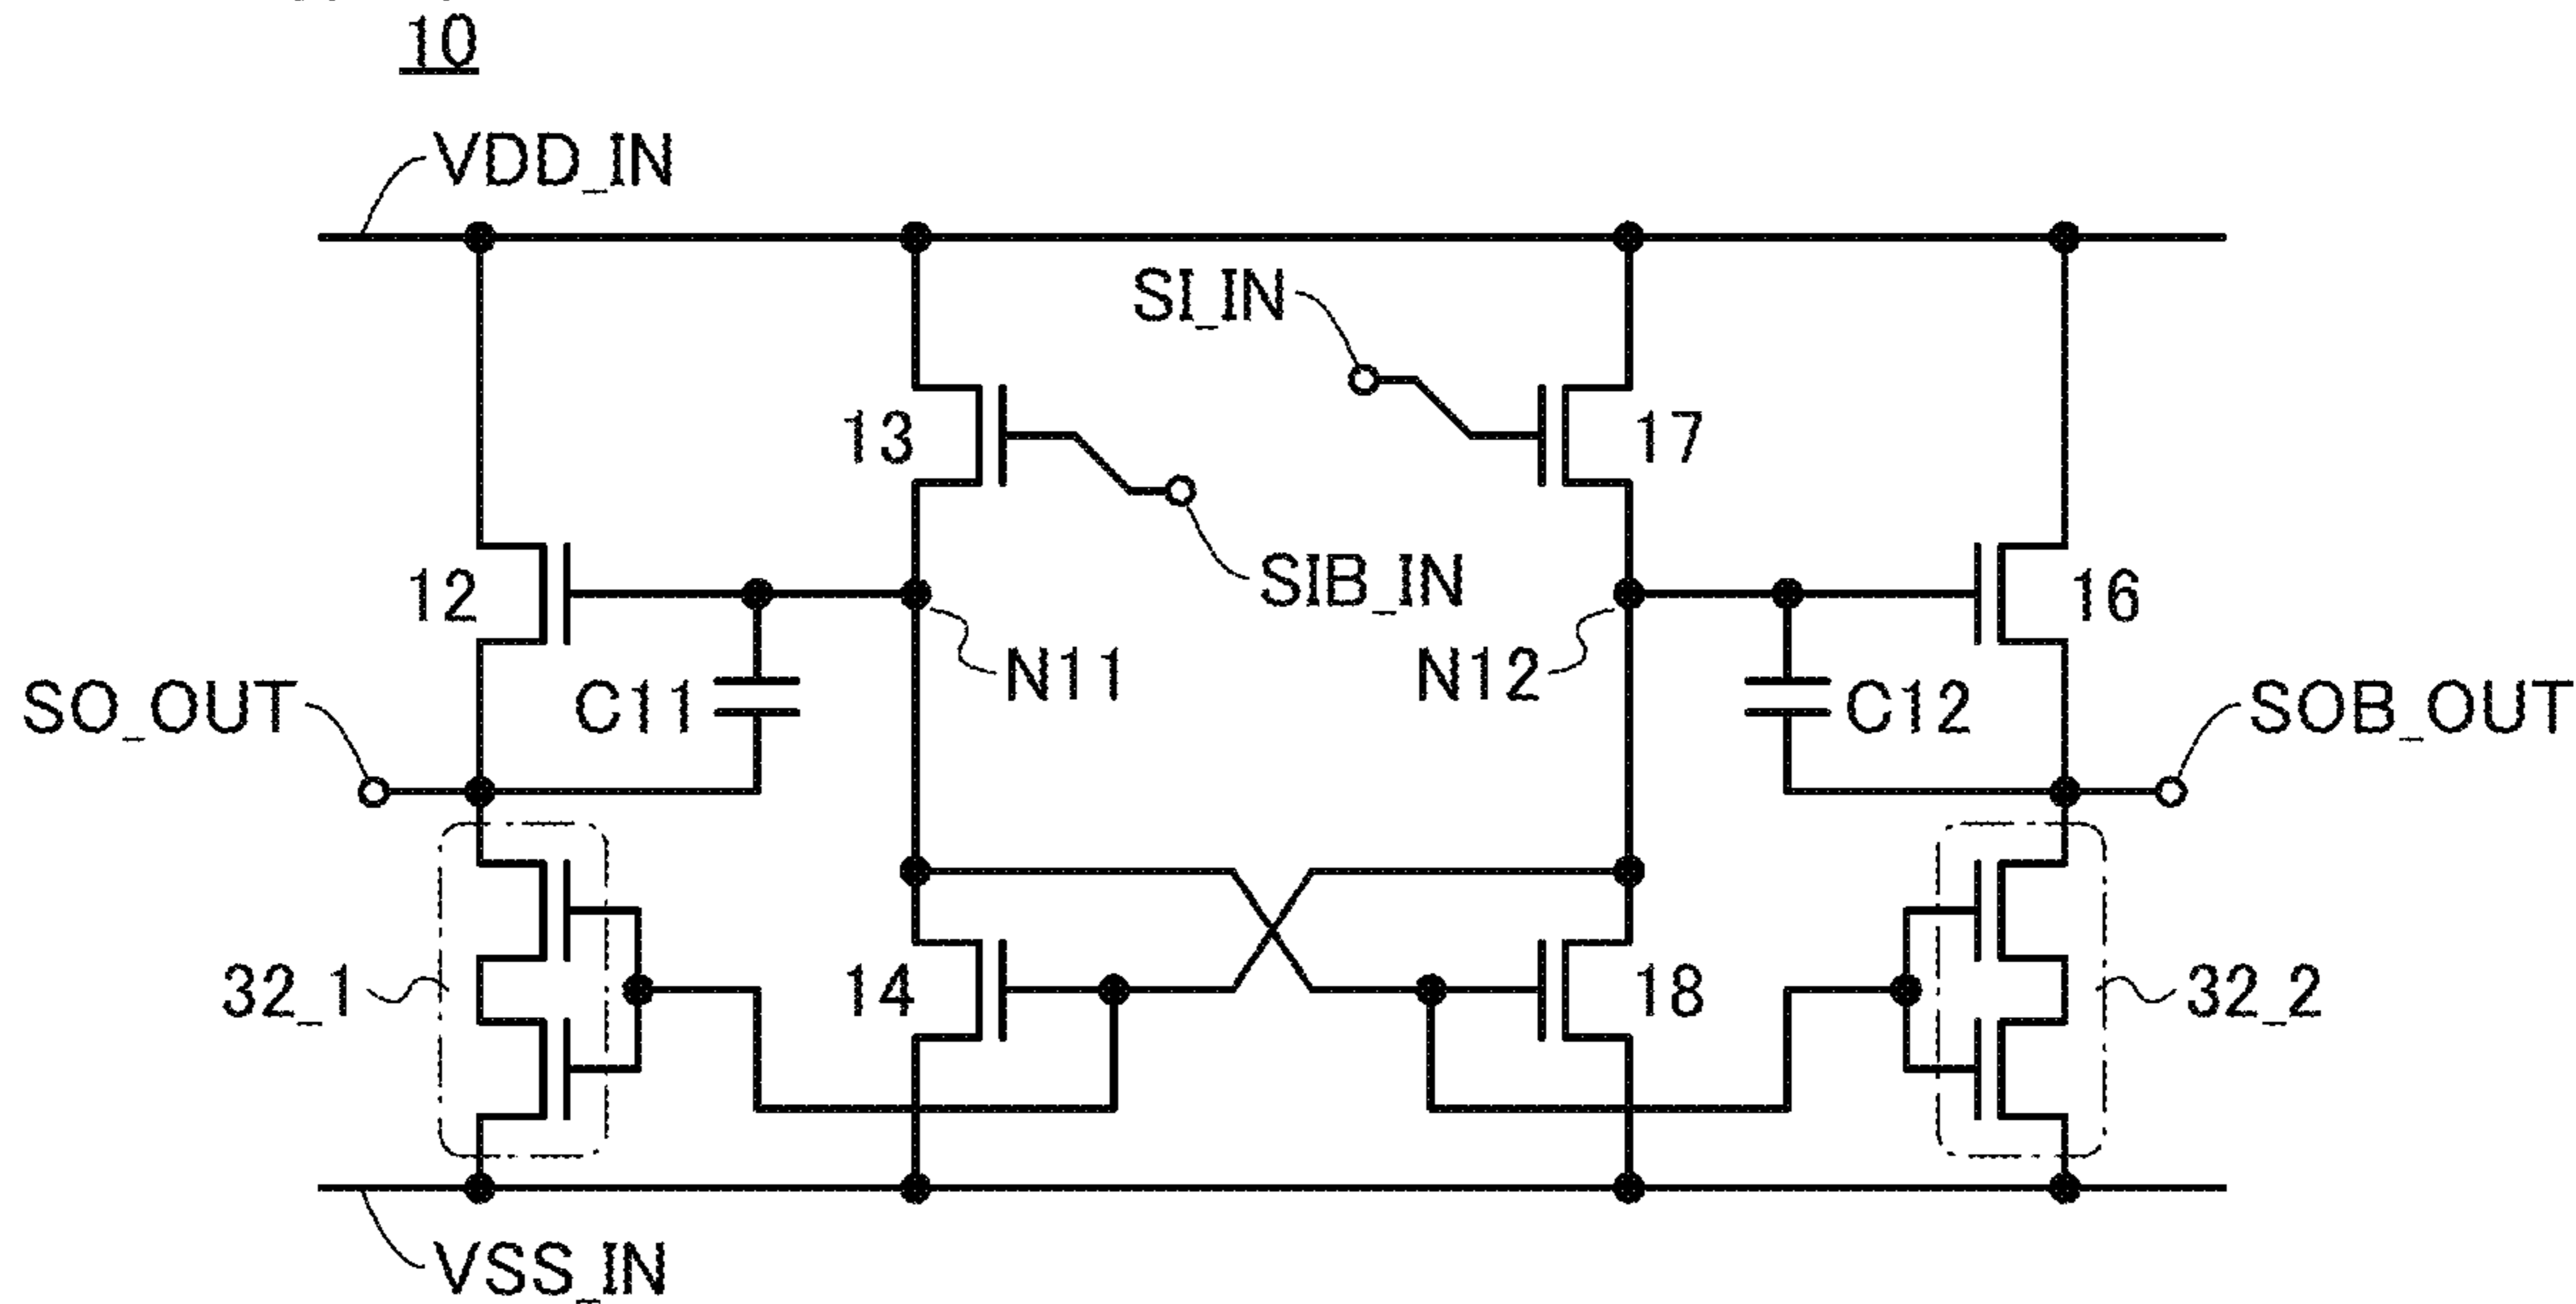 10
VDD_IN
SI_IN
13
17
12
SIB_IN
16
N11
N12
SO_OUT
C11
C12
SOB_OUT
32_1
14
18
32_2
VSS_IN